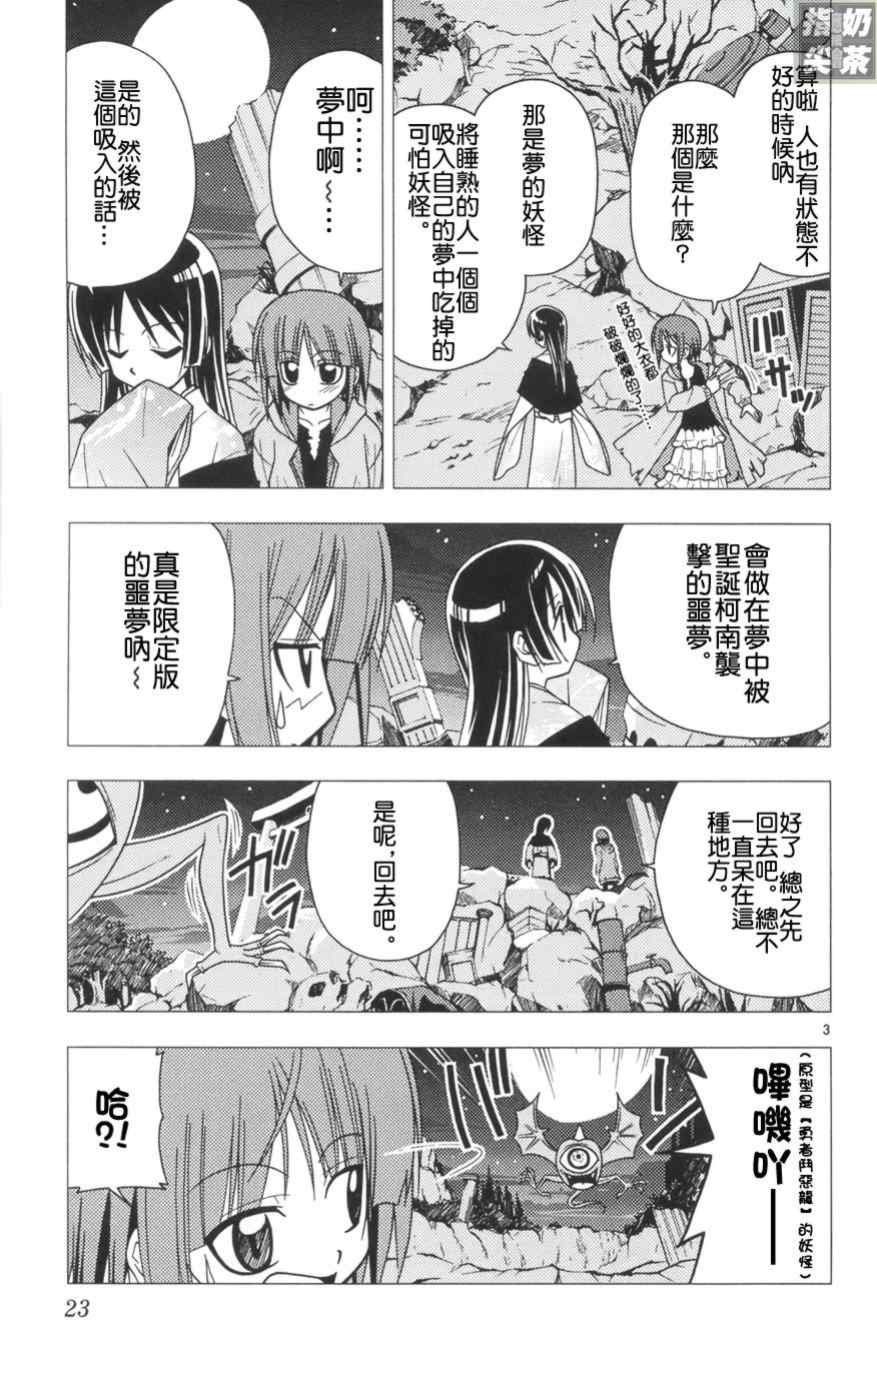 指奶
尖茶
算啦 人也有狀態不
好的時候吶
那麼
那個是什麼？
好好的大衣都
破破爛爛的了……
那是夢的妖怪
將睡熟的人一個個
吸入自己的夢中吃掉的
可怕妖怪。
呵……
夢中啊
～…
是的 然後被
這個吸入的話…
會做在夢中被
聖誕柯南襲
擊的噩夢。
真是限定版
的噩夢吶～
好了 總之先
回去吧。總不
一直呆在這
種地方。
是呢，回去吧。
ガサ
3
（原型是【勇者鬥惡龍】的妖怪）
嗶嘰吖——
哈?!
23